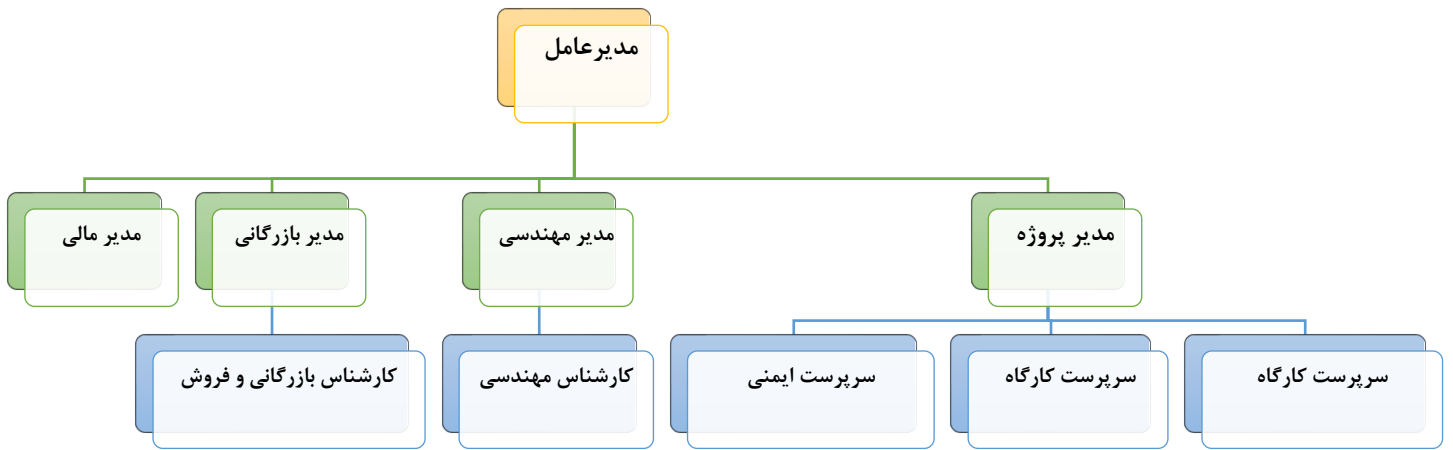 مدیرعامل
مدیر پروژه
مدیر مهندسی
مدیر بازرگانی
مدیر مالی
سرپرست کارگاه
سرپرست کارگاه
سرپرست ایمنی
کارشناس مهندسی
کارشناس بازرگانی و فروش